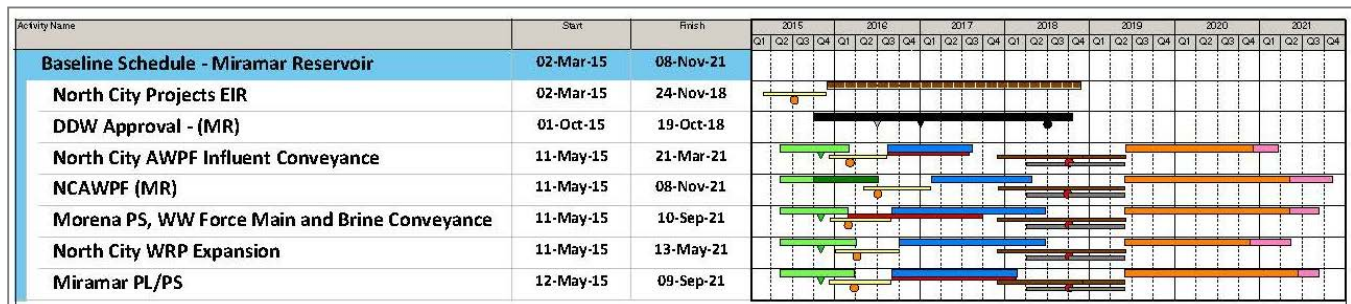 Activity Name Start Finish 2015 2016 2017 2018 2019 2020 2021
Q1 Q2 Q3 Q4 Q1 Q2 Q3 Q4 Q1 Q2 Q3 Q4 Q1 Q2 Q3 Q4 Q1 Q2 Q3 Q4 Q1 Q2 Q3 Q4 Q1 Q2 Q3 Q4
Baseline Schedule - Miramar Reservoir 02-Mar-15 08-Nov-21
North City Projects EIR 02-Mar-15 24-Nov-18
DDW Approval - (MR) 01-Oct-15 19-Oct-18
North City AWPF Influent Conveyance 11-May-15 21-Mar-21
NCAWPF (MR) 11-May-15 08-Nov-21
Morena PS, WW Force Main and Brine Conveyance 11-May-15 10-Sep-21
North City WRP Expansion 11-May-15 13-May-21
Miramar PL/PS 12-May-15 09-Sep-21